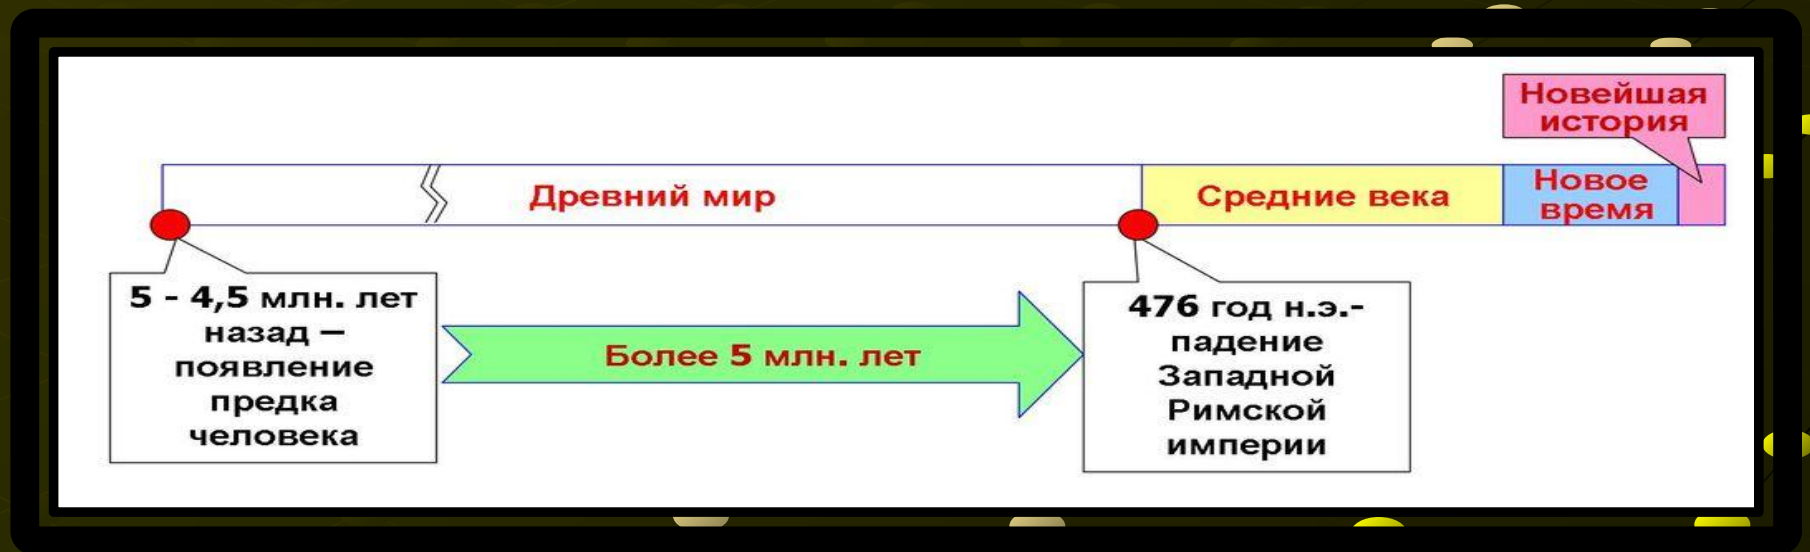 Новейшая
история
Древний мир
Средние века
Новое
время
5 - 4,5 млн. лет
назад –
появление
предка
человека
Более 5 млн. лет
476 год н.э.-
падение
Западной
Римской
империи